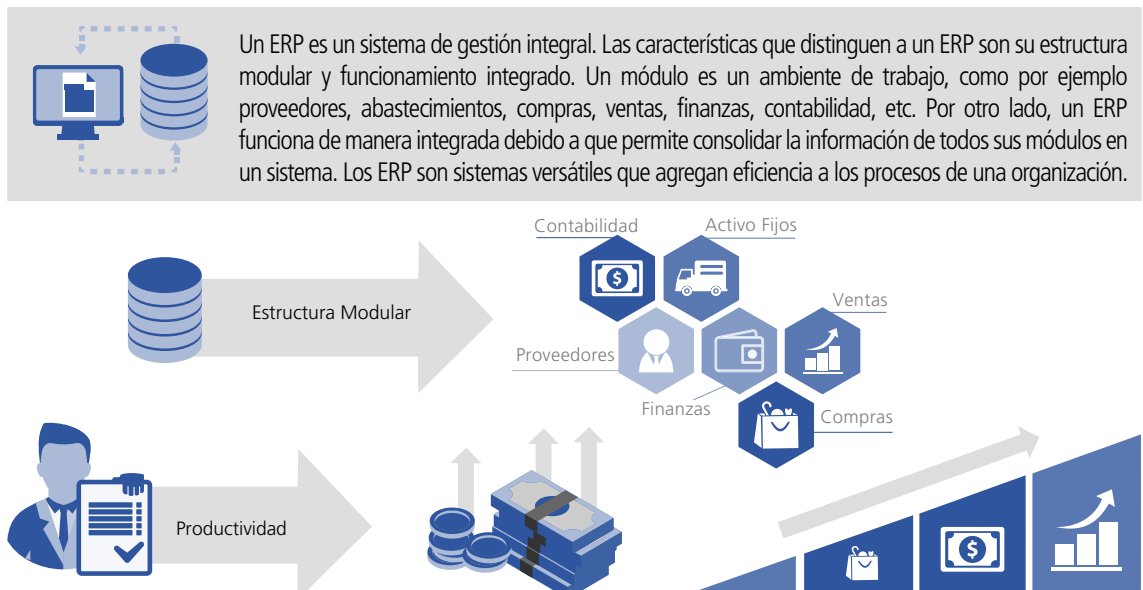 Un ERP es un sistema de gestión integral. Las características que distinguen a un ERP son su estructura
modular y funcionamiento integrado. Un módulo es un ambiente de trabajo, como por ejemplo
proveedores, abastecimientos, compras, ventas, finanzas, contabilidad, etc. Por otro lado, un ERP
funciona de manera integrada debido a que permite consolidar la información de todos sus módulos en
un sistema. Los ERP son sistemas versátiles que agregan eficiencia a los procesos de una organización.
Contabilidad
Activo Fijos
Estructura Modular
Ventas
Proveedores
Finanzas
Compras
Productividad